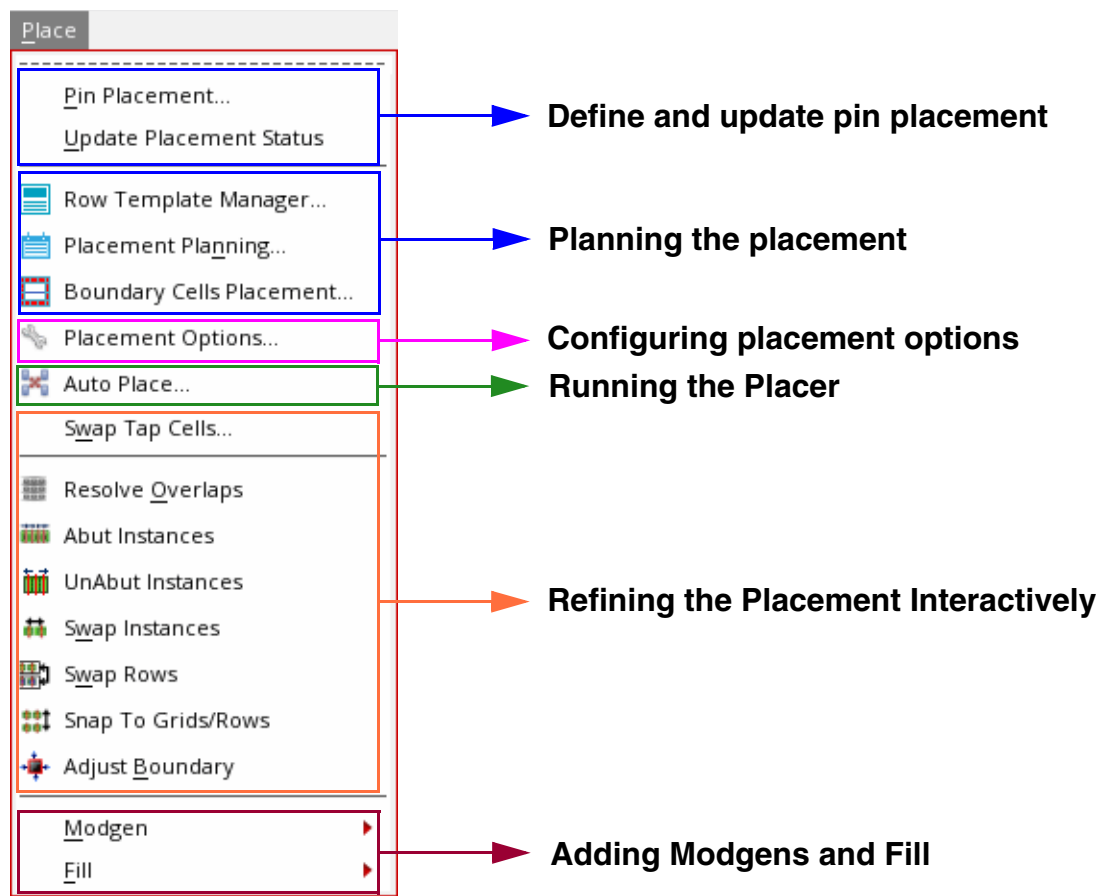 Place
Pin Placement...
Update Placement Status
Define and update pin placement
Row Template Manager...
Placement Planning...
Boundary Cells Placement...
Planning the placement
Placement Options...
Configuring placement options
Auto Place...
Running the Placer
Swap Tap Cells...
Resolve Overlaps
Abut Instances
UnAbut Instances
Swap Instances
Swap Rows
Snap To Grids/Rows
Adjust Boundary
Refining the Placement Interactively
Modgen
Fill
Adding Modgens and Fill